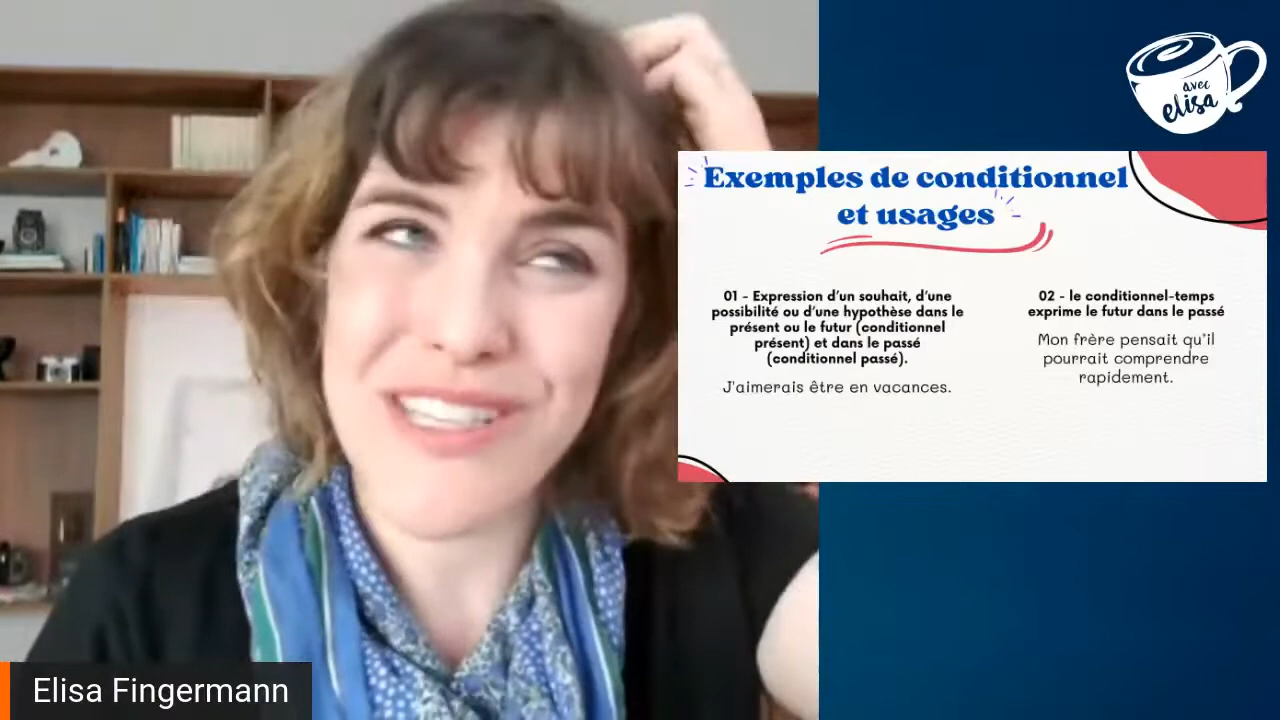 avec
elisa
Exemples de conditionnel
et usages
01 - Expression d'un souhait, d'une
possibilité ou d'une hypothèse dans le
présent ou le futur (conditionnel
présent) et dans le passé
(conditionnel passé).
J'aimerais être en vacances.
02 - le conditionnel-temps
exprime le futur dans le passé
Mon frère pensait qu'il
pourrait comprendre
rapidement.
Elisa Fingermann